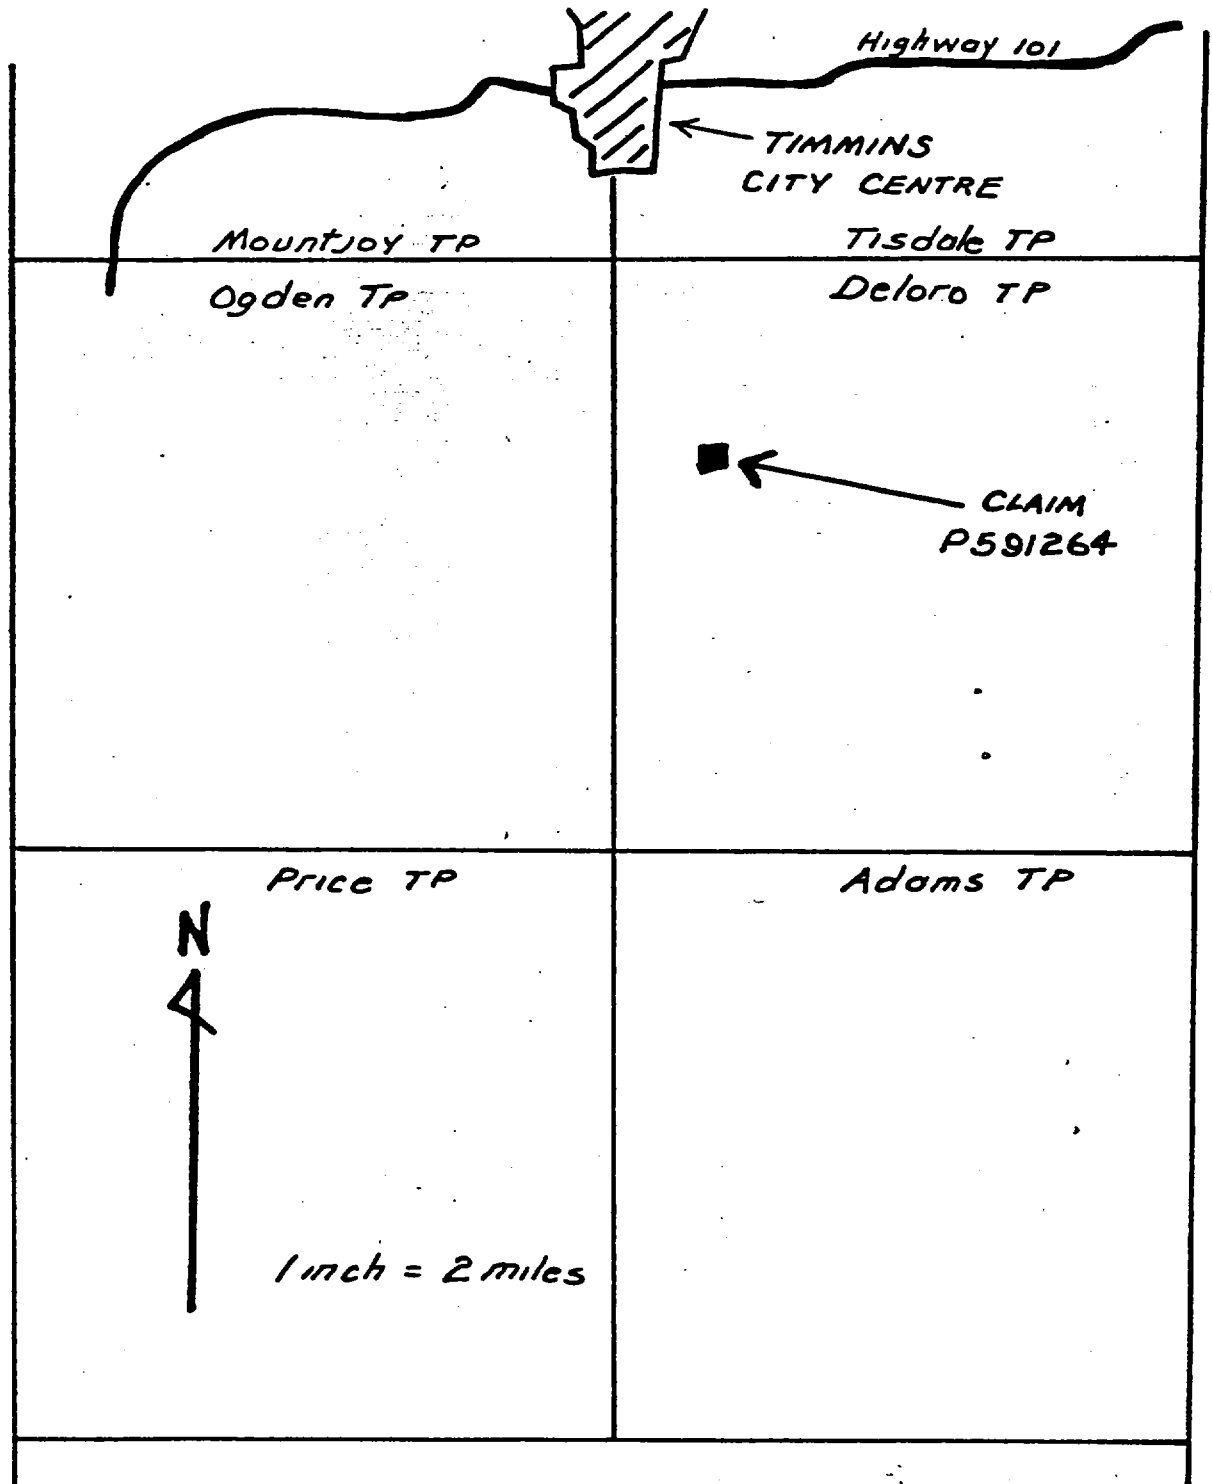 Highway 101
TIMMINS
CITY CENTRE
Mountjoy TP
Tisdale TP
Ogden TP
Deloro TP
CLAIM
P591264
Price TP
Adams TP
N
1 inch = 2 miles